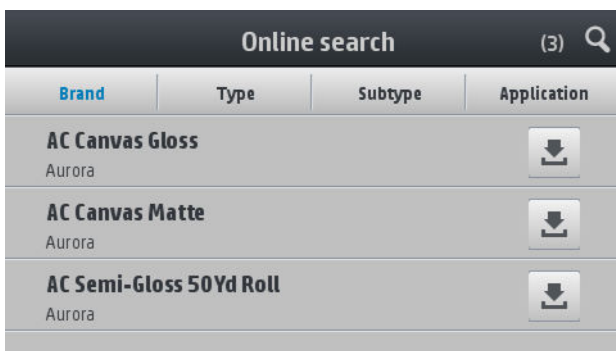 Online search (3)
Brand Type Subtype Application
AC Canvas Gloss
Aurora
AC Canvas Matte
Aurora
AC Semi-Gloss 50Yd Roll
Aurora